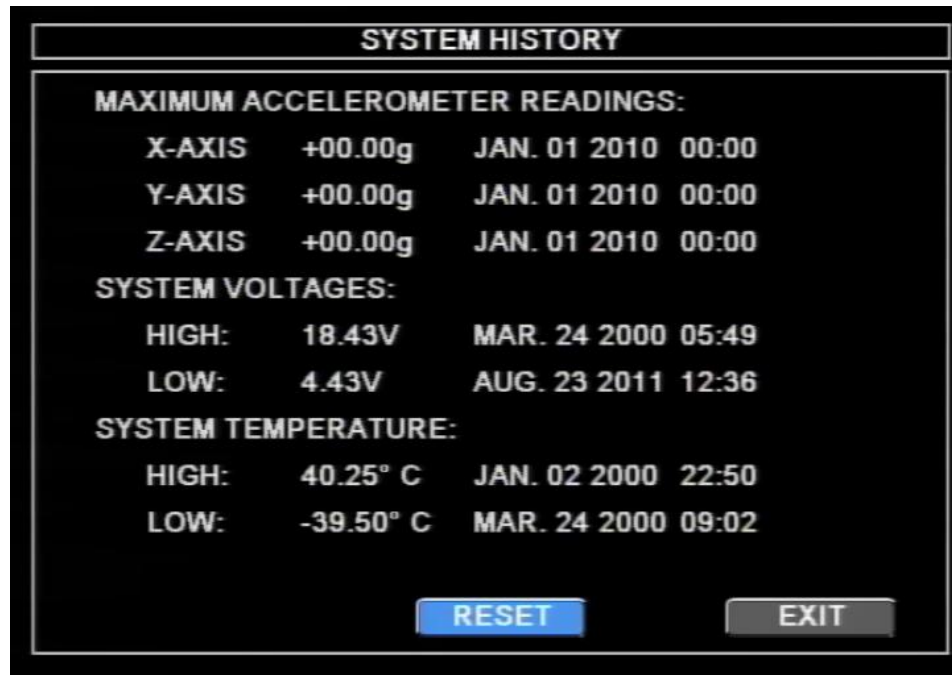 SYSTEM HISTORY
MAXIMUM ACCELEROMETER READINGS:
X-AXIS +00.00g JAN. 01 2010 00:00
Y-AXIS +00.00g JAN. 01 2010 00:00
Z-AXIS +00.00g JAN. 01 2010 00:00
SYSTEM VOLTAGES:
HIGH: 18.43V MAR. 24 2000 05:49
LOW: 4.43V AUG. 23 2011 12:36
SYSTEM TEMPERATURE:
HIGH: 40.25° C JAN. 02 2000 22:50
LOW: -39.50° C MAR. 24 2000 09:02
RESET EXIT